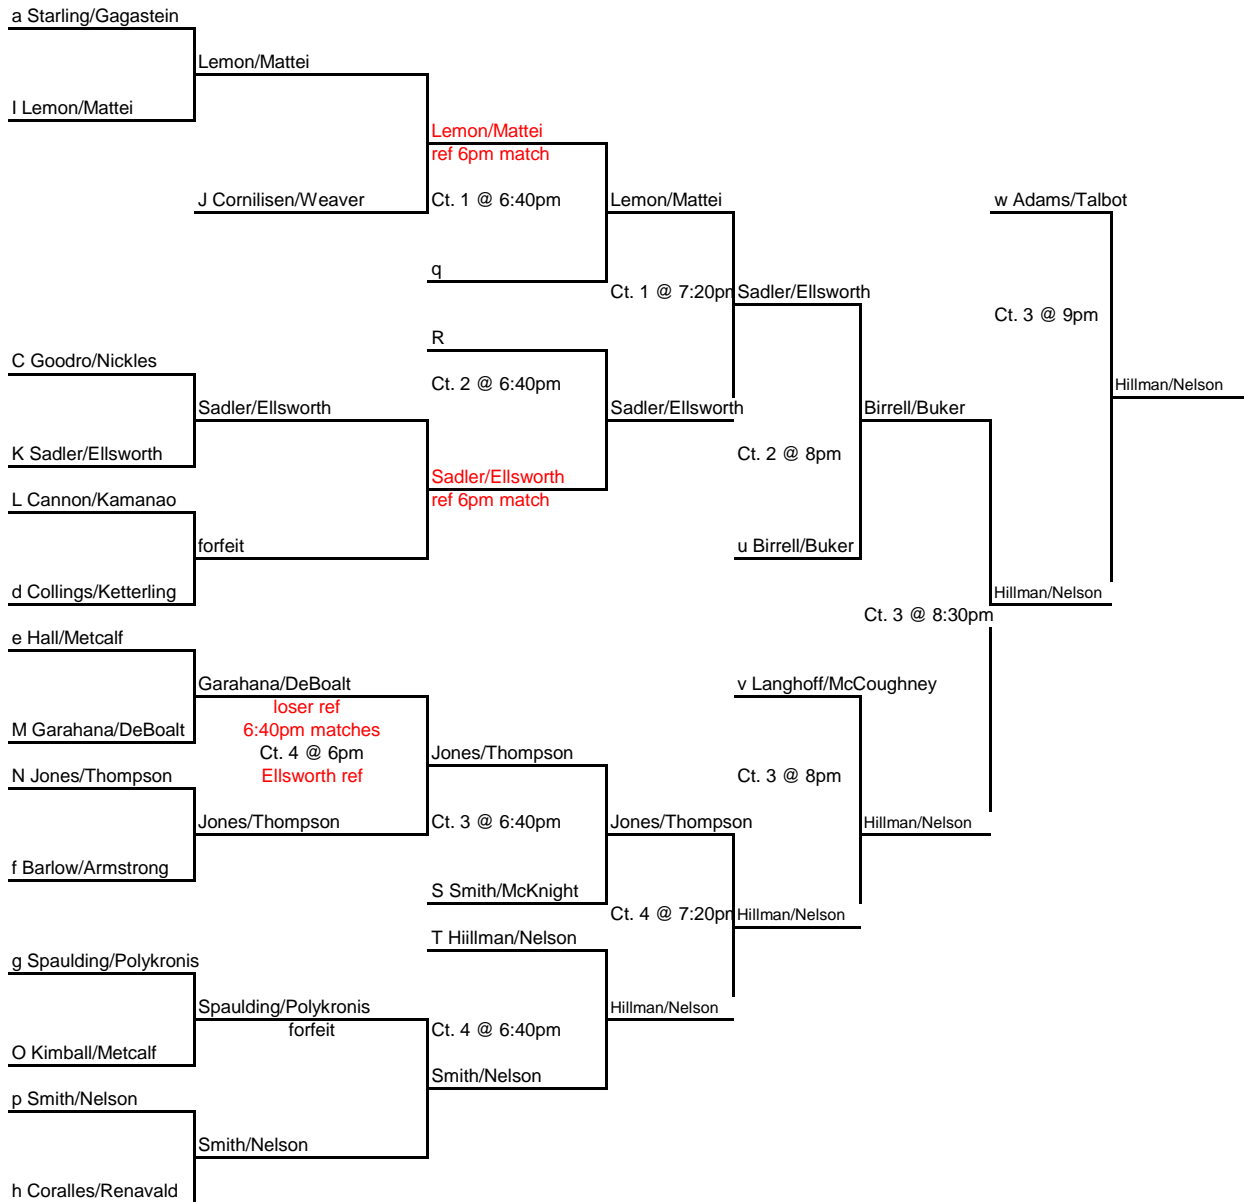 a Starling/Gagastein
Lemon/Mattei
I Lemon/Mattei
Lemon/Mattei
ref 6pm match
J Cornilisen/Weaver
Ct. 1 @ 6:40pm
Lemon/Mattei
w Adams/Talbot
q
Ct. 1 @ 7:20pm
Sadler/Ellsworth
Ct. 3 @ 9pm
R
C Goodro/Nickles
Ct. 2 @ 6:40pm
Hillman/Nelson
Sadler/Ellsworth
Sadler/Ellsworth
Birrell/Buker
K Sadler/Ellsworth
Ct. 2 @ 8pm
Sadler/Ellsworth
ref 6pm match
L Cannon/Kamanao
forfeit
u Birrell/Buker
d Collings/Ketterling
Hillman/Nelson
Ct. 3 @ 8:30pm
e Hall/Metcalf
Garahana/DeBoalt
v Langhoff/McCoughney
loser ref
M Garahana/DeBoalt
6:40pm matches
Ct. 4 @ 6pm
Jones/Thompson
N Jones/Thompson
Ellsworth ref
Ct. 3 @ 8pm
Jones/Thompson
Ct. 3 @ 6:40pm
Jones/Thompson
Hillman/Nelson
f Barlow/Armstrong
S Smith/McKnight
Ct. 4 @ 7:20pm
Hillman/Nelson
T Hiillman/Nelson
g Spaulding/Polykronis
Spaulding/Polykronis
Hillman/Nelson
forfeit
Ct. 4 @ 6:40pm
O Kimball/Metcalf
Smith/Nelson
p Smith/Nelson
Smith/Nelson
h Coralles/Renavald